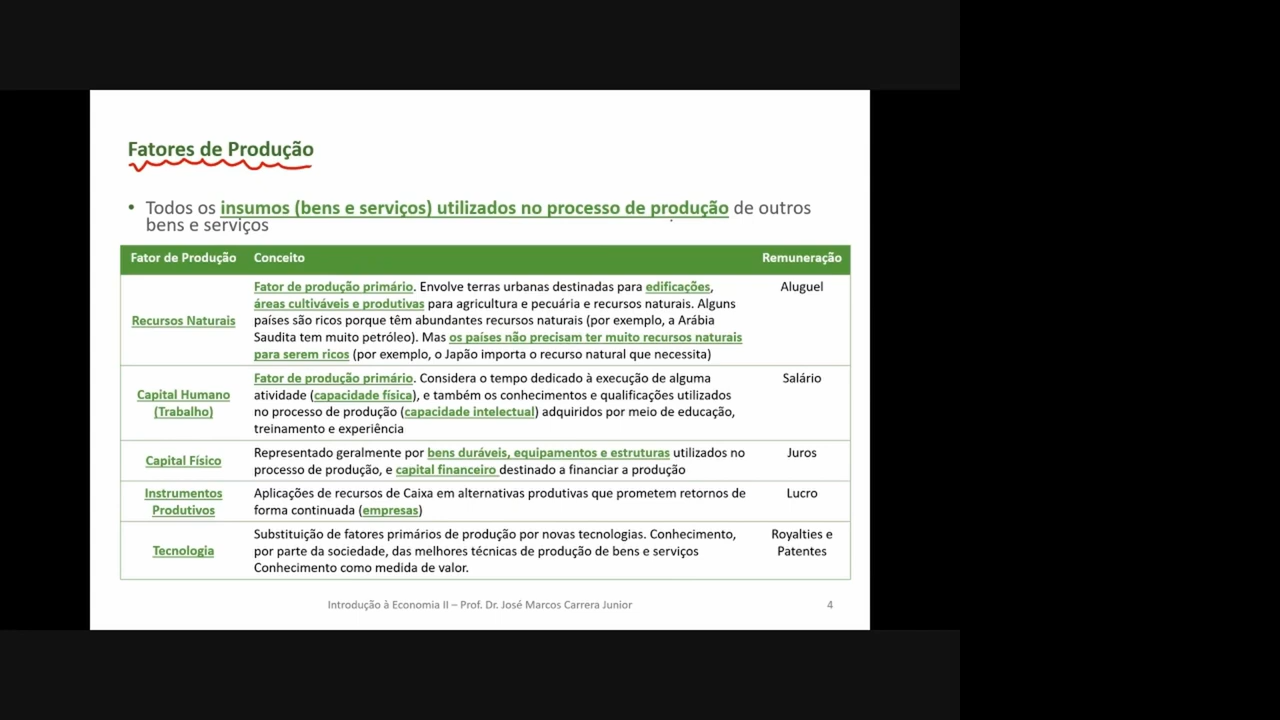 Fatores de Produção
• Todos os insumos (bens e serviços) utilizados no processo de produção de outros
bens e serviços
Fator de Produção Conceito Remuneração
Recursos Naturais
Fator de produção primário. Envolve terras urbanas destinadas para edificações,
áreas cultiváveis e produtivas para agricultura e pecuária e recursos naturais. Alguns
países são ricos porque têm abundantes recursos naturais (por exemplo, a Arábia
Saudita tem muito petróleo). Mas os países não precisam ter muito recursos naturais
para serem ricos (por exemplo, o Japão importa o recurso natural que necessita)
Aluguel
Capital Humano
(Trabalho)
Fator de produção primário. Considera o tempo dedicado à execução de alguma
atividade (capacidade física), e também os conhecimentos e qualificações utilizados
no processo de produção (capacidade intelectual) adquiridos por meio de educação,
treinamento e experiência
Salário
Capital Físico
Representado geralmente por bens duráveis, equipamentos e estruturas utilizados no
processo de produção, e capital financeiro destinado a financiar a produção
Juros
Instrumentos
Produtivos
Aplicações de recursos de Caixa em alternativas produtivas que prometem retornos de
forma continuada (empresas)
Lucro
Tecnologia
Substituição de fatores primários de produção por novas tecnologias. Conhecimento,
por parte da sociedade, das melhores técnicas de produção de bens e serviços
Conhecimento como medida de valor.
Royalties e
Patentes
Introdução à Economia II – Prof. Dr. José Marcos Carrera Junior 4